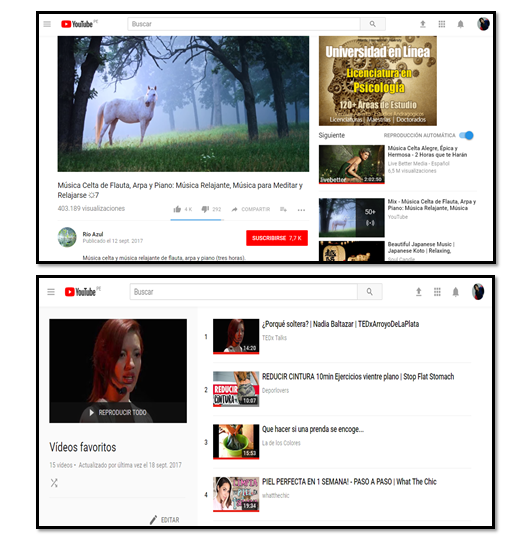 YouTube VE
Buscar
Universidad en Linea
Licenciatura en
Psicología
120+ Areas de Estudio
Licenciaturas | Maestrías | Doctorados
Siguiente
REPRODUCCIÓN AUTOMÁTICA
livebetter
2:02:50
Música Celta Alegre, Épica y
Hermosa - 2 Horas que te Harán
Live Better Media - Español
6,5 M visualizaciones
Música Celta de Flauta, Arpa y Piano: Música Relajante, Música para Meditar y
Relajarse ☼7
403.189 visualizaciones
4 K
292
COMPARTIR
50+
Mix - Música Celta de Flauta, Arpa y
Piano: Música Relajante, Música
YouTube
Río Azul
Publicado el 12 sept. 2017
SUSCRIBIRSE 7,7 K
Beautiful Japanese Music |
Japanese Koto | Relaxing,
Música celta y música relajante de flauta, arpa y piano (tres horas).
YouTube VE
Buscar
REPRODUCIR TODO
Vídeos favoritos
15 vídeos • Actualizado por última vez el 18 sept. 2017
EDITAR
1
14:20
¿Porqué soltera? | Nadia Baltazar | TEDxArroyoDeLaPlata
TEDx Talks
2
REDUCIR
CINTURA
10:07
REDUCIR CINTURA 10min Ejercicios vientre plano | Stop Flat Stomach
Deporlovers
3
15:53
Que hacer si una prenda se encoge...
La de los Colores
4
19:34
PIEL PERFECTA EN 1 SEMANA! - PASO A PASO | What The Chic
whatthechic